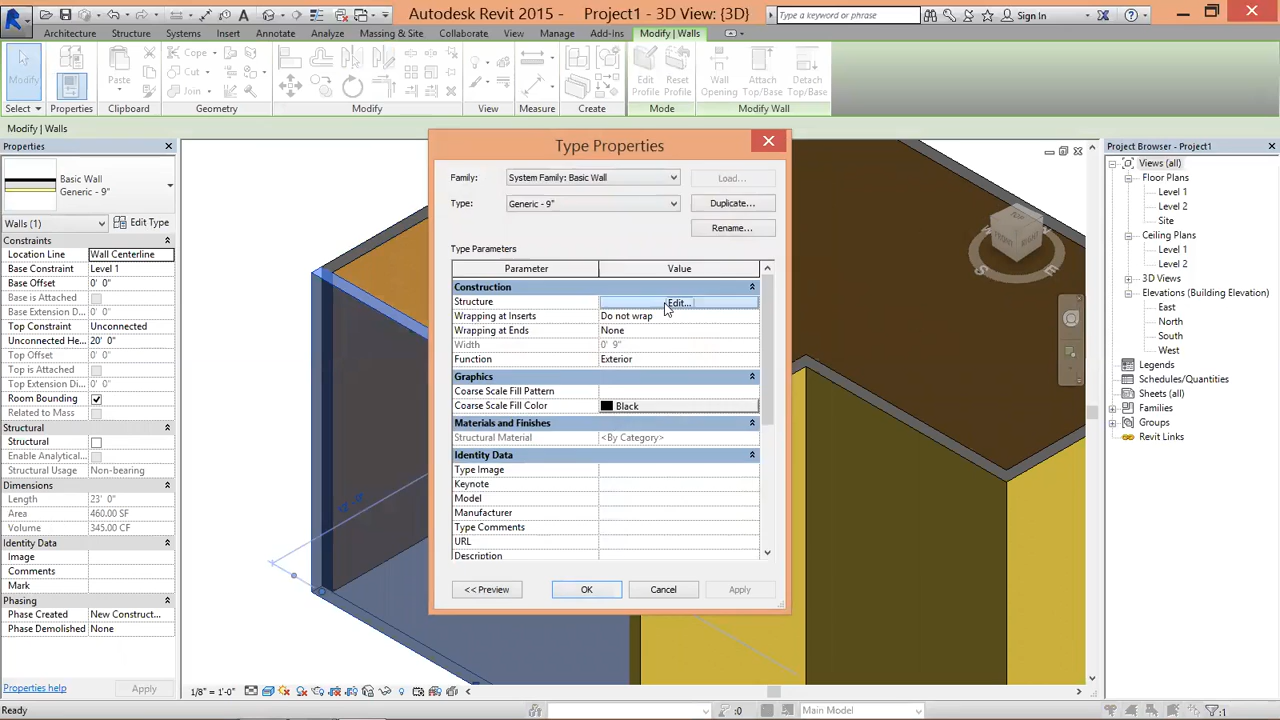 Autodesk Revit 2015 - Project1 - 3D View: {3D}
Type a keyword or phrase
Sign In
Architecture Structure Systems Insert Annotate Analyze Massing & Site Collaborate View Manage Add-Ins Modify | Walls
Modify
Properties
Paste
Cope
Cut
Join
Edit Profile
Reset Profile
Wall Opening
Attach Top/Base
Detach Top/Base
Select Properties Clipboard Geometry Modify View Measure Create Mode Modify Wall
Modify | Walls
Properties
Basic Wall
Generic - 9"
Walls (1)
Edit Type
Constraints
Location Line Wall Centerline
Base Constraint Level 1
Base Offset 0' 0"
Base is Attached
Base Extension D... 0' 0"
Top Constraint Unconnected
Unconnected He... 20' 0"
Top Offset 0' 0"
Top is Attached
Top Extension Di... 0' 0"
Room Bounding
Related to Mass
Structural
Structural
Enable Analytical...
Structural Usage Non-bearing
Dimensions
Length 23' 0"
Area 460.00 SF
Volume 345.00 CF
Identity Data
Image
Comments
Mark
Phasing
Phase Created New Construct...
Phase Demolished None
Properties help
Apply
Type Properties
Family: System Family: Basic Wall Load...
Type: Generic - 9" Duplicate...
Rename...
Type Parameters
Parameter Value
Construction
Structure Edit...
Wrapping at Inserts Do not wrap
Wrapping at Ends None
Width 0' 9"
Function Exterior
Graphics
Coarse Scale Fill Pattern
Coarse Scale Fill Color Black
Materials and Finishes
Structural Material <By Category>
Identity Data
Type Image
Keynote
Model
Manufacturer
Type Comments
URL
Description
<< Preview OK Cancel Apply
TOP
FRONT
RIGHT
S
E
Project Browser - Project1
Views (all)
Floor Plans
Level 1
Level 2
Site
Ceiling Plans
Level 1
Level 2
3D Views
Elevations (Building Elevation)
East
North
South
West
Legends
Schedules/Quantities
Sheets (all)
Families
Groups
Revit Links
1/8" = 1'-0"
Ready
:0
Main Model
:1